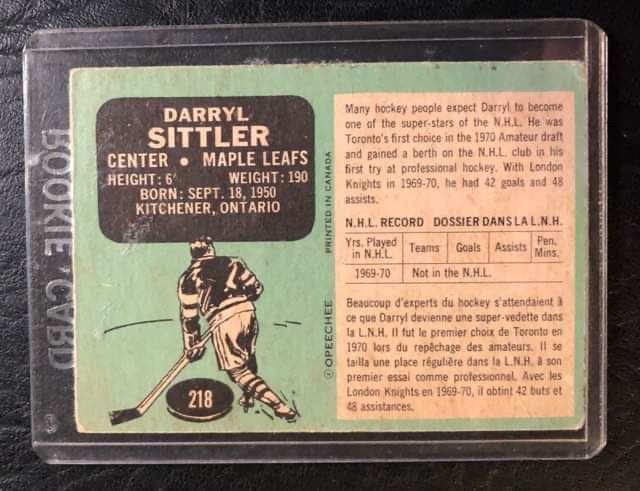 ROOKIE CARD
DARRYL
SITTLER
CENTER • MAPLE LEAFS
HEIGHT: 6' WEIGHT: 190
BORN: SEPT. 18, 1950
KITCHENER, ONTARIO
218
© OPEECHEE PRINTED IN CANADA
Many hockey people expect Darryl to become
one of the super-stars of the N.H.L. He was
Toronto's first choice in the 1970 Amateur draft
and gained a berth on the N.H.L. club in his
first try at professional hockey. With London
Knights in 1969-70, he had 42 goals and 48
assists.
N.H.L. RECORD DOSSIER DANS LA L.N.H.
Yrs. Played in N.H.L. Teams Goals Assists Pen. Mins.
1969-70 Not in the N.H.L.
Beaucoup d'experts du hockey s'attendaient à
ce que Darryl devienne une super-vedette dans
la L.N.H. Il fut le premier choix de Toronto en
1970 lors du repêchage des amateurs. Il se
tailla une place régulière dans la L.N.H. à son
premier essai comme professionnel. Avec les
London Knights en 1969-70, il obtint 42 buts et
48 assistances.